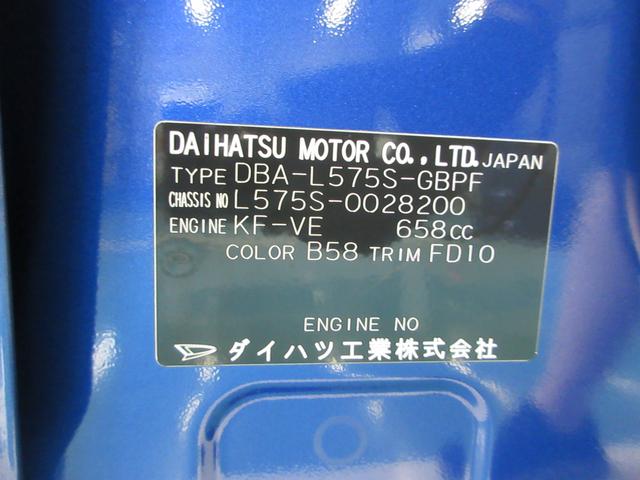 DAIHATSU MOTOR CO., LTD. JAPAN
TYPE DBA-L575S-GBPF
CHASSIS NO L575S-0028200
ENGINE KF-VE 658cc
COLOR B58 TRIM FD10
ENGINE NO
ダイハツ工業株式会社